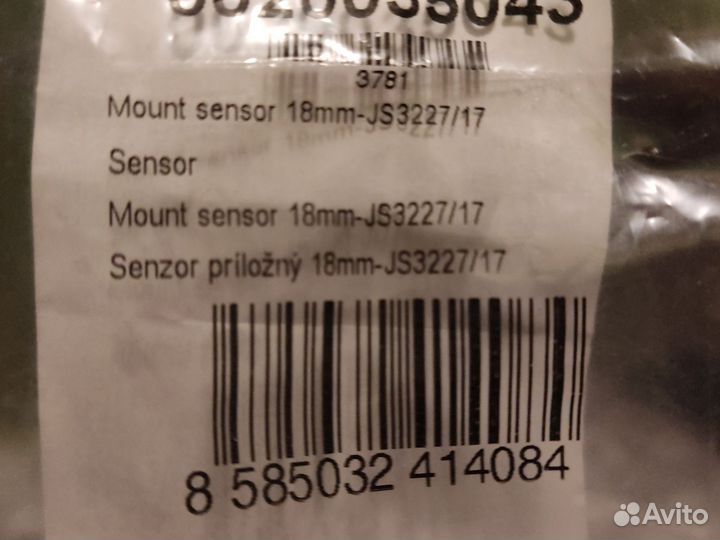 0020035043
3781
Mount sensor 18mm-JS3227/17
Sensor
Mount sensor 18mm-JS3227/17
Senzor príložný 18mm-JS3227/17
8 585032 414084
Avito